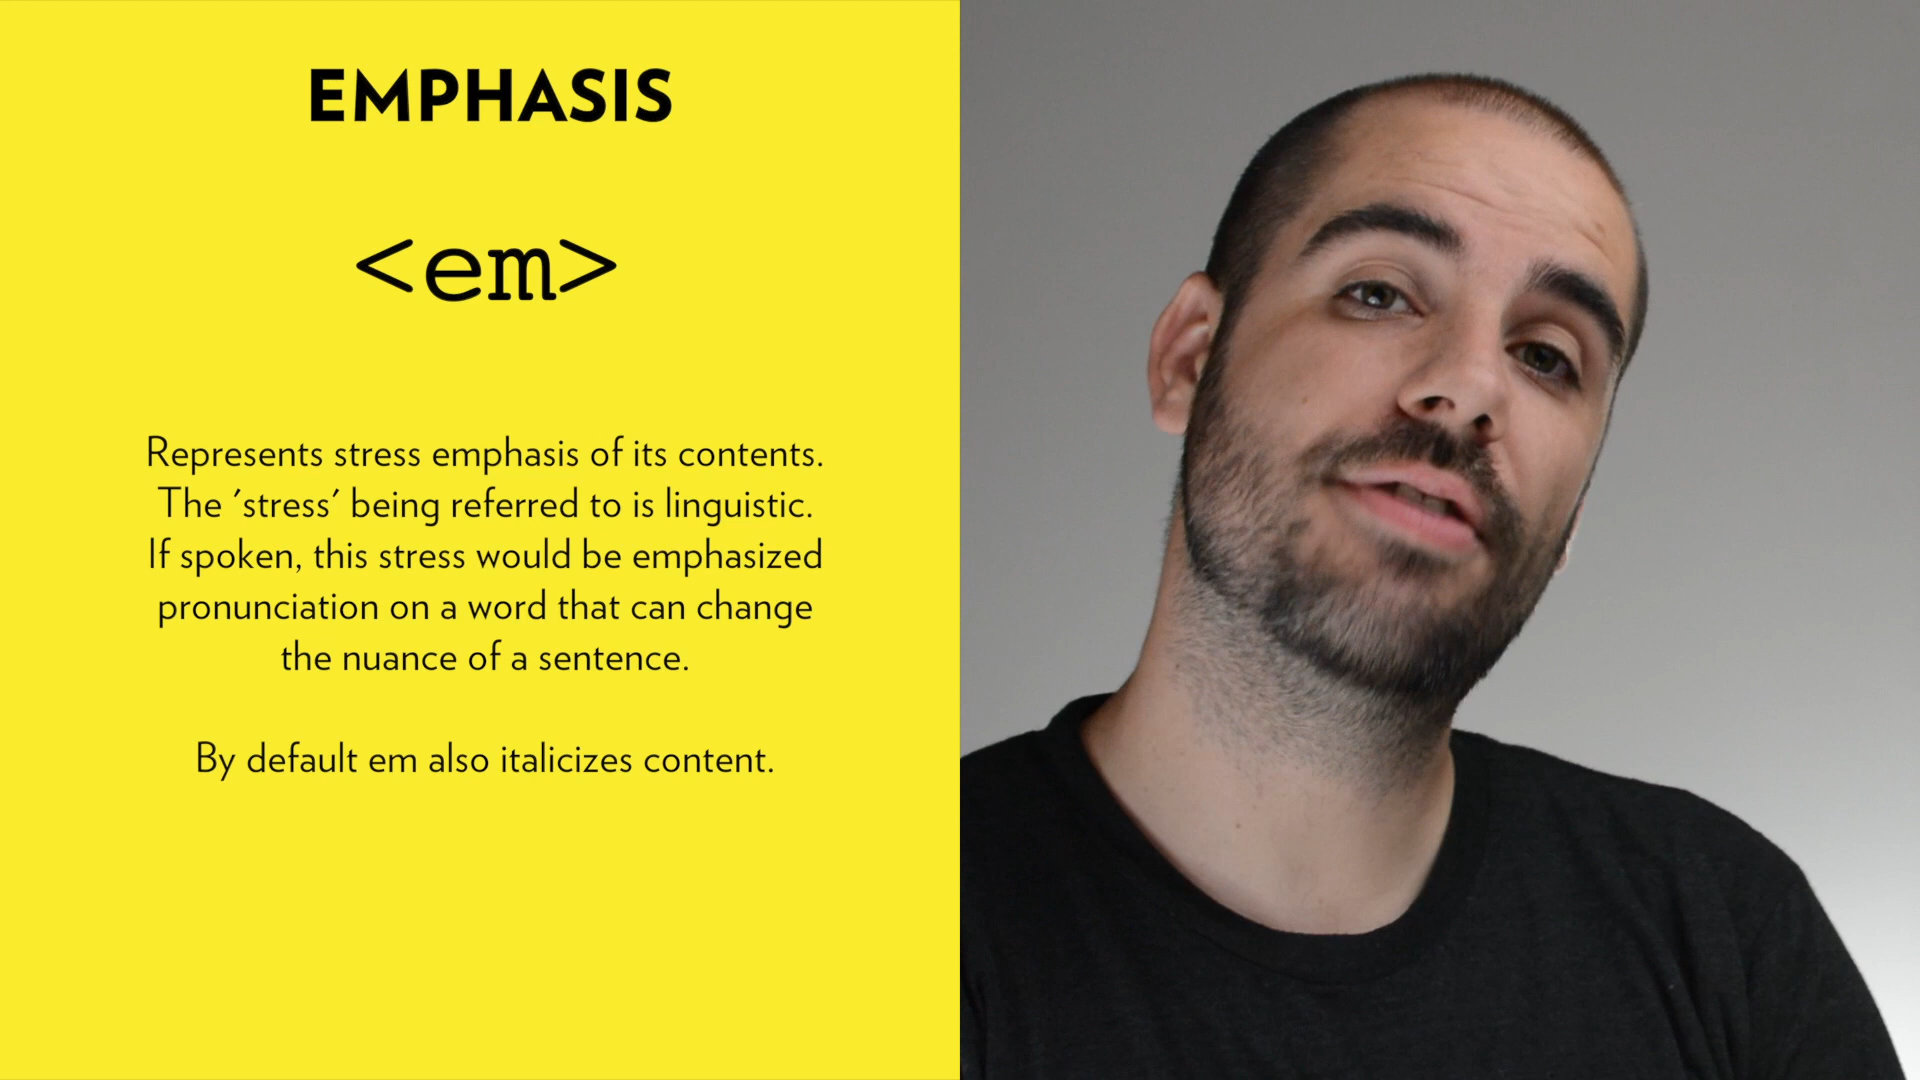 EMPHASIS
<em>
Represents stress emphasis of its contents.
The 'stress' being referred to is linguistic.
If spoken, this stress would be emphasized
pronunciation on a word that can change
the nuance of a sentence.
By default em also italicizes content.